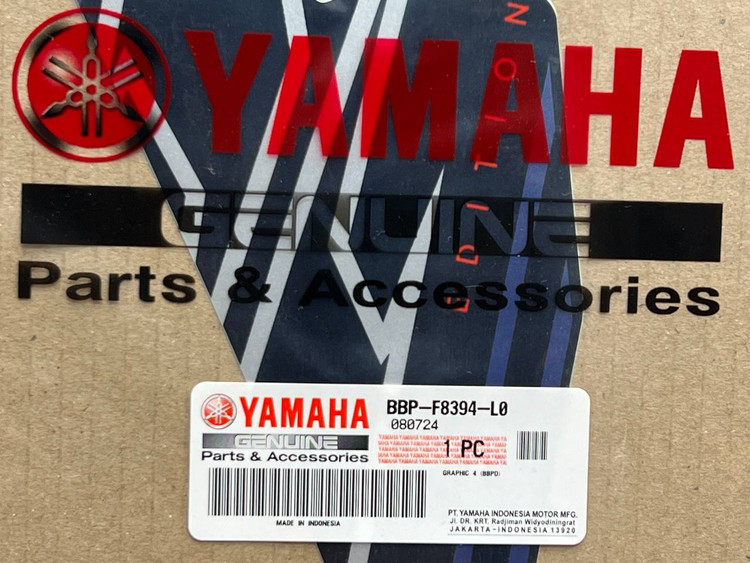 YAMAHA
GENUINE
Parts & Accessories
EDITION
YAMAHA
GENUINE
Parts & Accessories
MADE IN INDONESIA
BBP-F8394-L0
080724
1 PC
GRAPHIC 4 (BBPD)
PT. YAMAHA INDONESIA MOTOR MFG.
JL. DR. KRT. Radjiman Widyodiningrat
JAKARTA-INDONESIA 13920